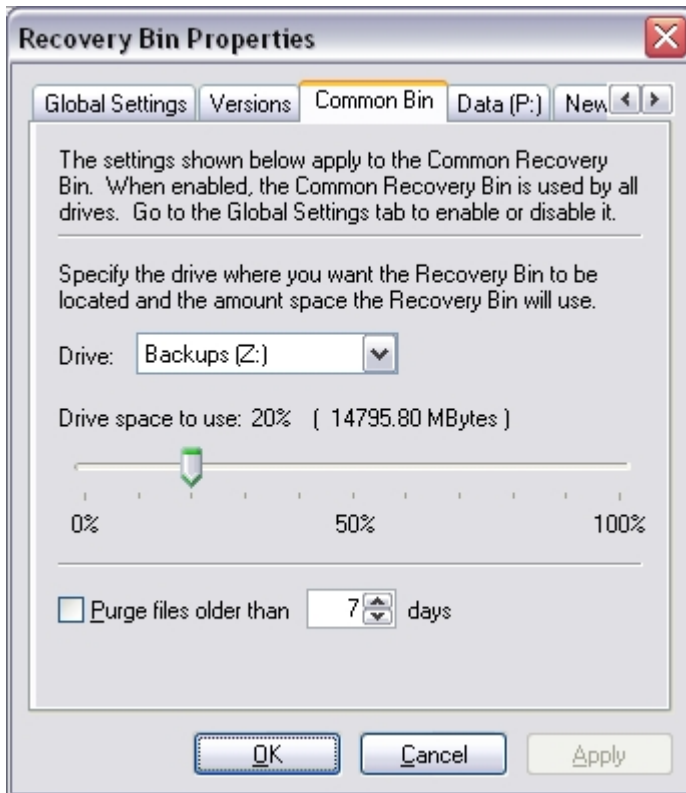 Recovery Bin Properties
Global Settings Versions Common Bin Data (P:) New
The settings shown below apply to the Common Recovery
Bin. When enabled, the Common Recovery Bin is used by all
drives. Go to the Global Settings tab to enable or disable it.
Specify the drive where you want the Recovery Bin to be
located and the amount space the Recovery Bin will use.
Drive: Backups (Z:)
Drive space to use: 20% ( 14795.80 MBytes )
0% 50% 100%
Purge files older than 7 days
OK Cancel Apply